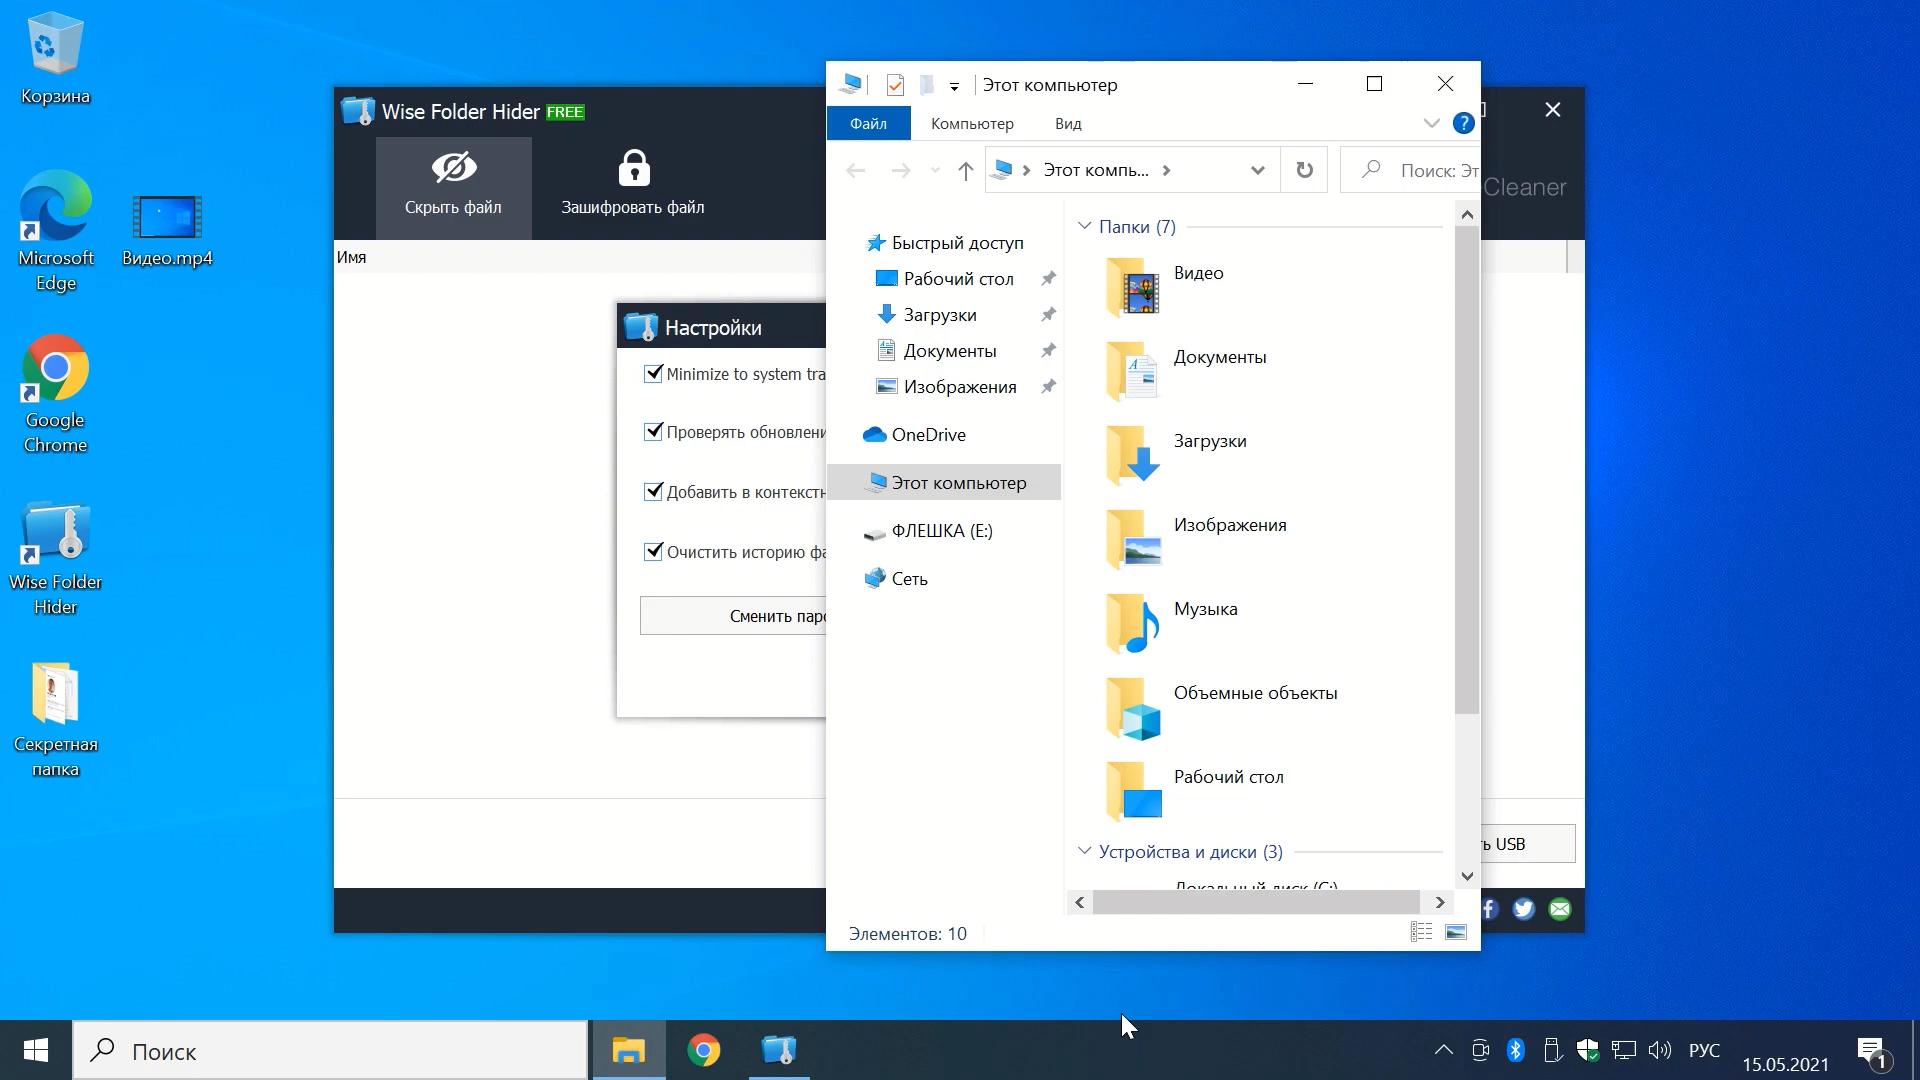 Корзина
Microsoft
Edge
Видео.mp4
Google
Chrome
Wise Folder
Hider
Секретная
папка
Wise Folder Hider FREE
Скрыть файл
Зашифровать файл
Cleaner
Имя
Настройки
Minimize to system tra
Проверять обновлени
Добавить в контекстн
Очистить историю фа
Сменить паро
ь USB
Этот компьютер
Файл
Компьютер
Вид
Этот компь...
Поиск: Эт
Быстрый доступ
Рабочий стол
Загрузки
Документы
Изображения
OneDrive
Этот компьютер
ФЛЕШКА (E:)
Сеть
Папки (7)
Видео
Документы
Загрузки
Изображения
Музыка
Объемные объекты
Рабочий стол
Устройства и диски (3)
Локальный диск (C:)
Элементов: 10
Поиск
РУС
15.05.2021
1